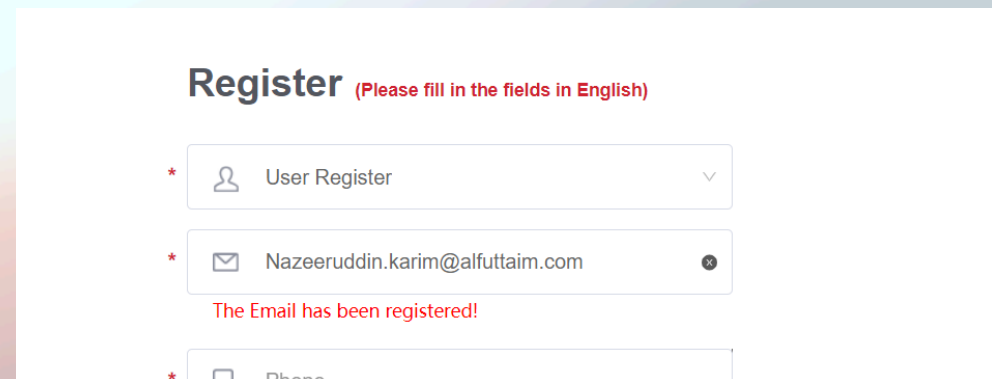 Register (Please fill in the fields in English)
* User Register
* Nazeeruddin.karim@alfuttaim.com
The Email has been registered!
* Phone